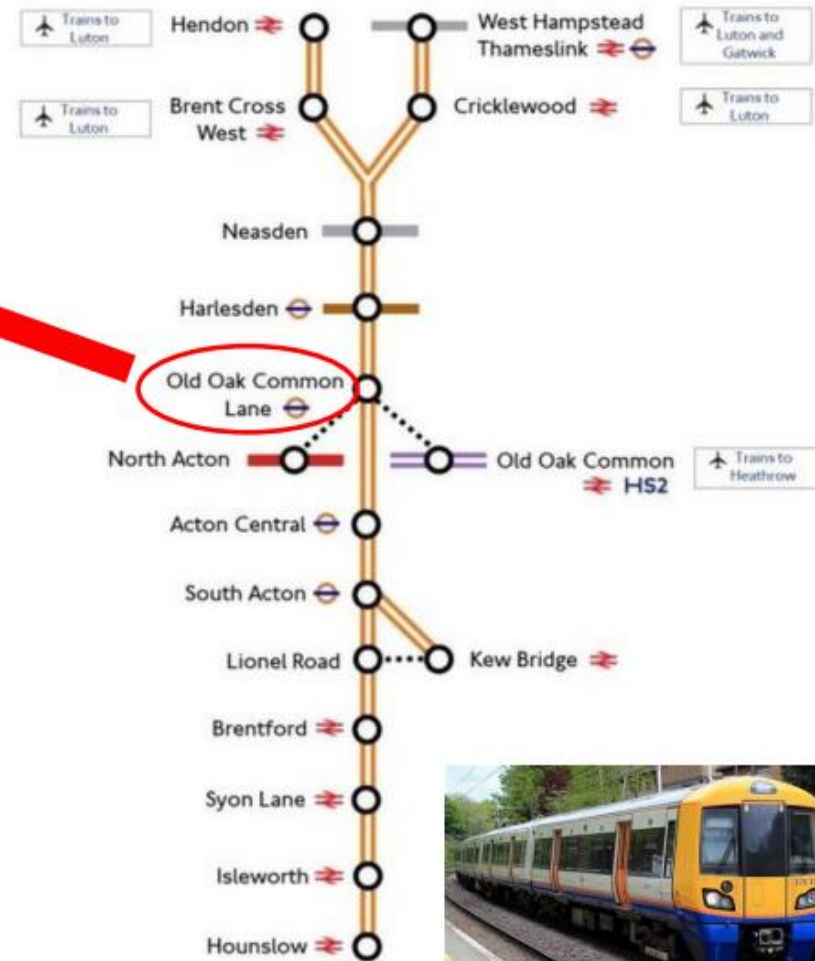 Trains to
Luton
Hendon
West Hampstead
Thameslink
Trains to
Luton and
Gatwick
Trains to
Luton
Brent Cross
West
Cricklewood
Trains to
Luton
Neasden
Harlesden
Old Oak Common
Lane
North Acton
Old Oak Common
HS2
Trains to
Heathrow
Acton Central
South Acton
Lionel Road
Kew Bridge
Brentford
Syon Lane
Isleworth
Hounslow